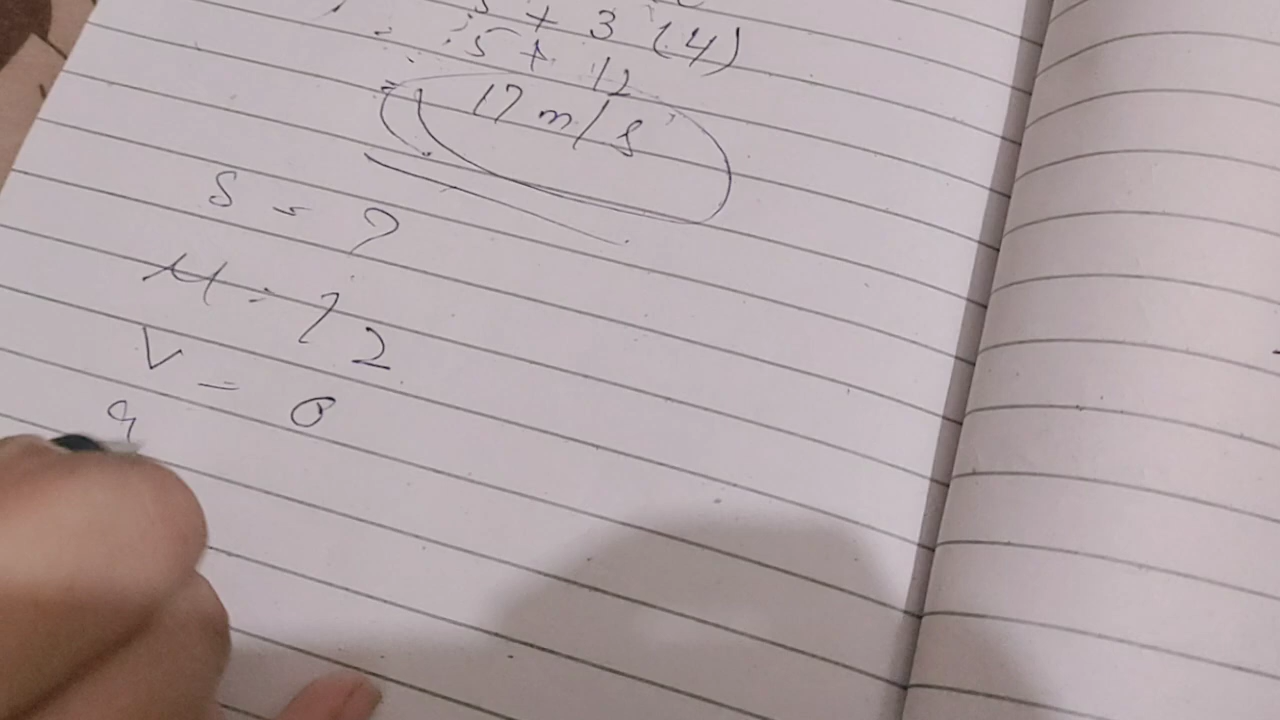 5 + 3 (4)
= 5 + 12
= 17 m/s
S = ?
u = 12
V = 0
a